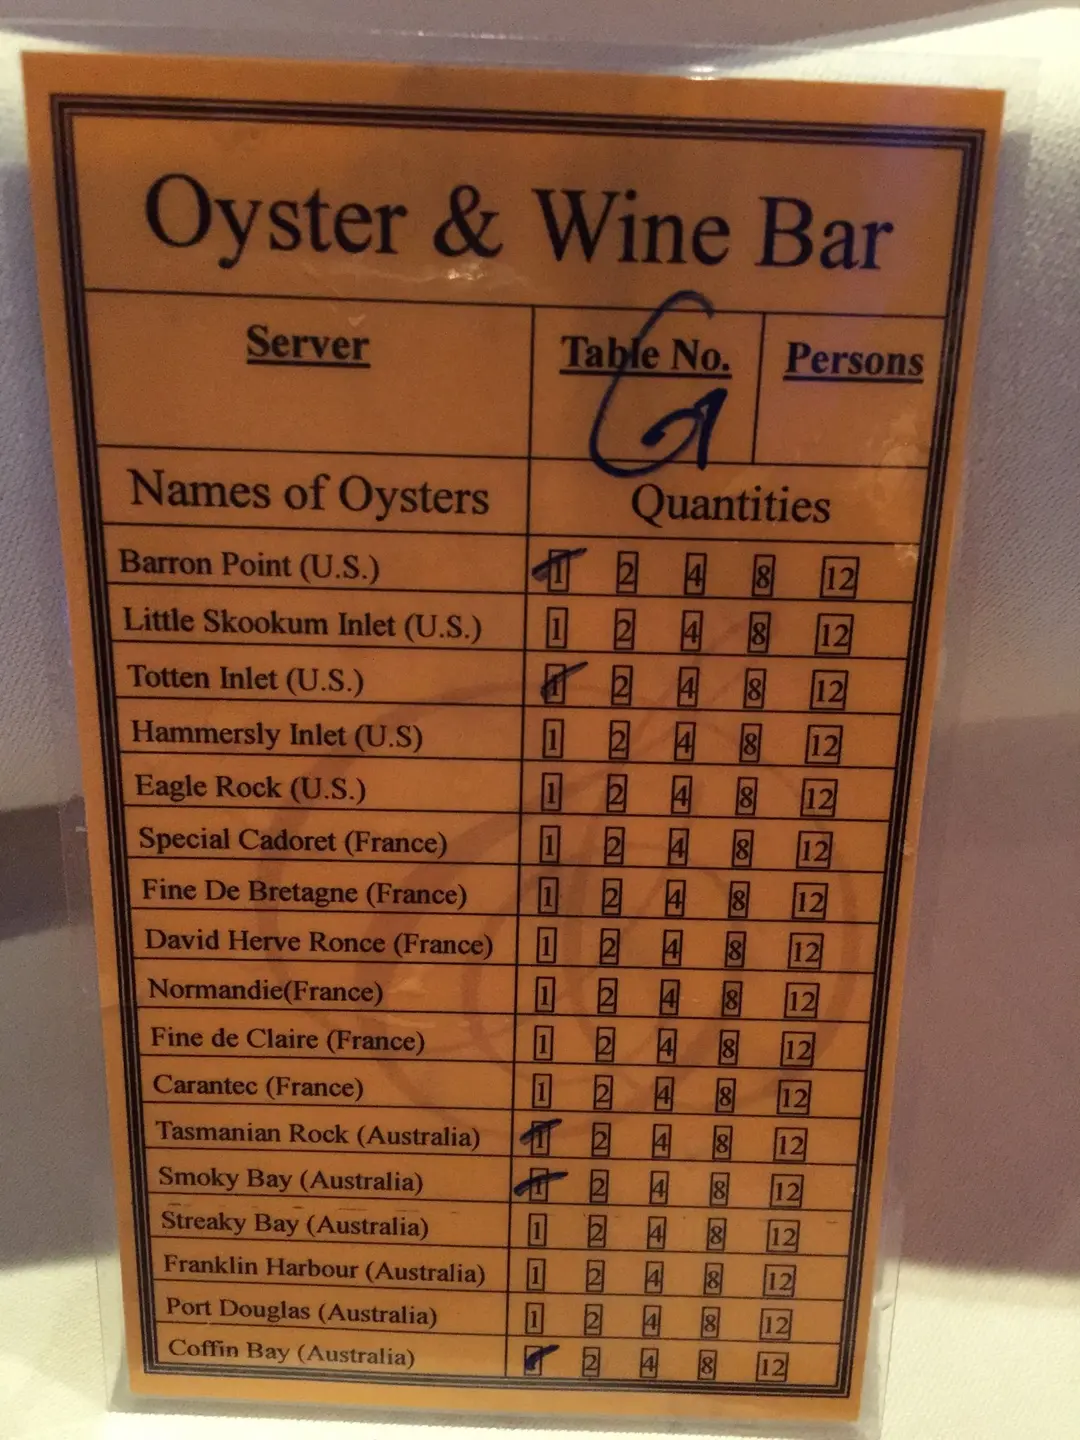 Oyster & Wine Bar
Server Table No. Persons
Names of Oysters Quantities
Barron Point (U.S.) 1 2 4 8 12
Little Skookum Inlet (U.S.) 1 2 4 8 12
Totten Inlet (U.S.) 1 2 4 8 12
Hammersly Inlet (U.S) 1 2 4 8 12
Eagle Rock (U.S.) 1 2 4 8 12
Special Cadoret (France) 1 2 4 8 12
Fine De Bretagne (France) 1 2 4 8 12
David Herve Ronce (France) 1 2 4 8 12
Normandie(France) 1 2 4 8 12
Fine de Claire (France) 1 2 4 8 12
Carantec (France) 1 2 4 8 12
Tasmanian Rock (Australia) 1 2 4 8 12
Smoky Bay (Australia) 1 2 4 8 12
Streaky Bay (Australia) 1 2 4 8 12
Franklin Harbour (Australia) 1 2 4 8 12
Port Douglas (Australia) 1 2 4 8 12
Coffin Bay (Australia) 1 2 4 8 12